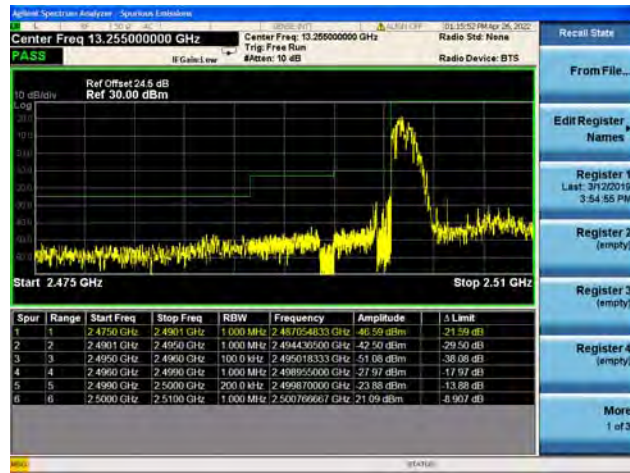 Agilent Spectrum Analyzer - Spurious Emissions
SENSE:INT
ALIGN OFF
01:15:52 PM Apr 26, 2022
Center Freq 13.255000000 GHz
Center Freq: 13.255000000 GHz
Radio Std: None
Trig: Free Run
PASS
IFGain:Low
#Atten: 10 dB
Radio Device: BTS
Ref Offset 24.5 dB
10 dB/div
Ref 30.00 dBm
Log
Start 2.475 GHz
Stop 2.51 GHz
Spur Range Start Freq Stop Freq RBW Frequency Amplitude Δ Limit
1 1 2.4750 GHz 2.4901 GHz 1.000 MHz 2.487054833 GHz -46.59 dBm -21.59 dB
2 2 2.4901 GHz 2.4950 GHz 1.000 MHz 2.494436500 GHz -42.50 dBm -29.50 dB
3 3 2.4950 GHz 2.4960 GHz 100.0 kHz 2.495018333 GHz -51.08 dBm -38.08 dB
4 4 2.4960 GHz 2.4990 GHz 1.000 MHz 2.498955000 GHz -27.97 dBm -17.97 dB
5 5 2.4990 GHz 2.5000 GHz 200.0 kHz 2.499870000 GHz -23.88 dBm -13.88 dB
6 6 2.5000 GHz 2.5100 GHz 1.000 MHz 2.500766667 GHz 21.09 dBm -8.907 dB
MSG
STATUS
Recall State
From File...
Edit Register
Names
Register 1
Last: 3/12/2019
3:54:55 PM
Register 2
(empty)
Register 3
(empty)
Register 4
(empty)
More
1 of 3